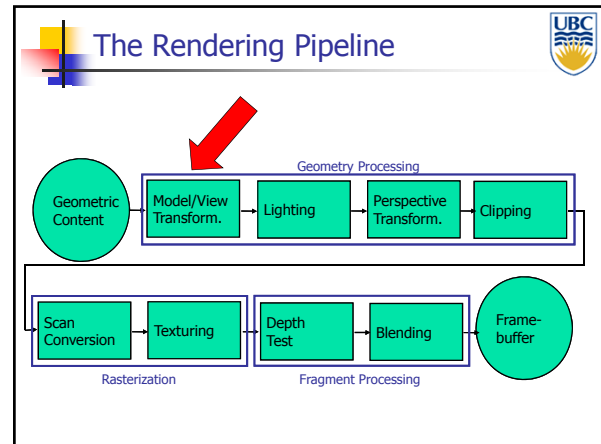 The Rendering Pipeline
UBC
Geometry Processing
Geometric
Content
Model/View
Transform.
Lighting
Perspective
Transform.
Clipping
Scan
Conversion
Texturing
Depth
Test
Blending
Frame-
buffer
Rasterization
Fragment Processing